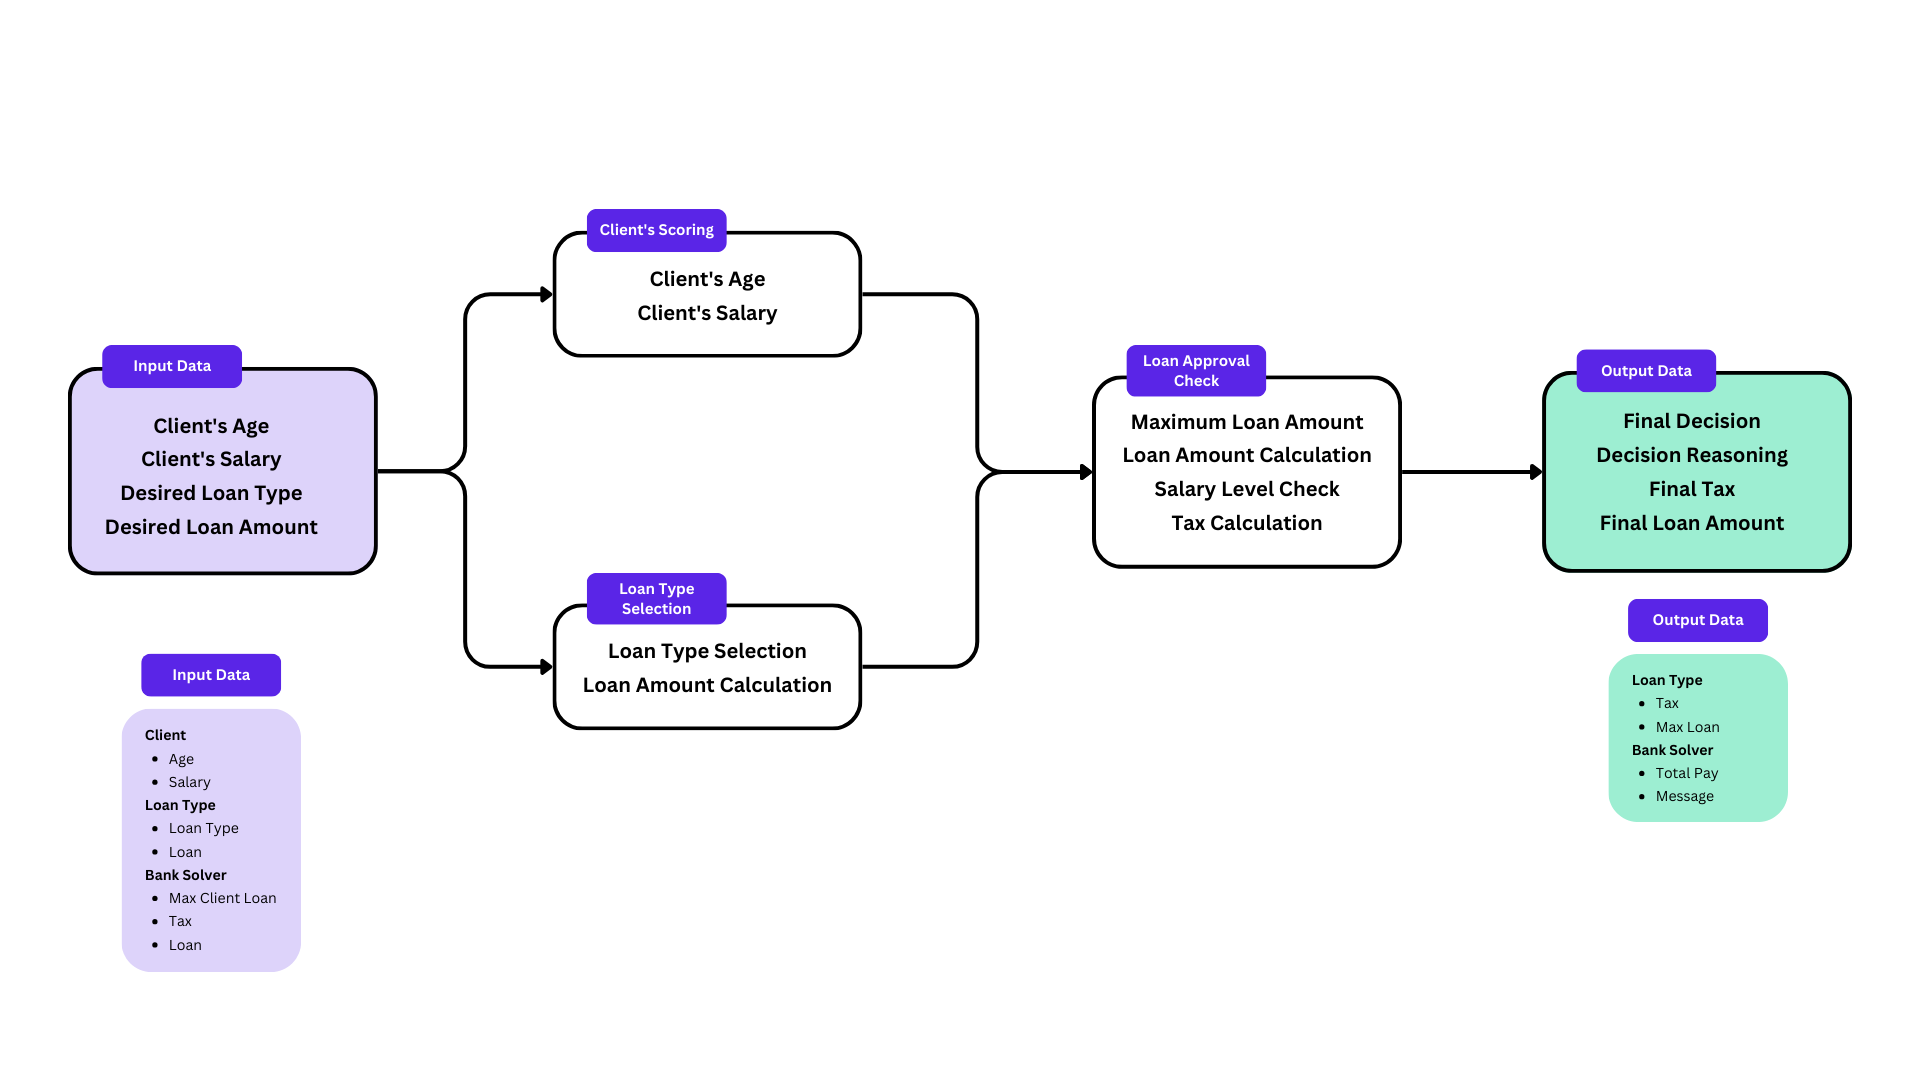 Input Data
Client's Age
Client's Salary
Desired Loan Type
Desired Loan Amount
Client's Scoring
Client's Age
Client's Salary
Loan Type
Selection
Loan Type Selection
Loan Amount Calculation
Loan Approval
Check
Maximum Loan Amount
Loan Amount Calculation
Salary Level Check
Tax Calculation
Output Data
Final Decision
Decision Reasoning
Final Tax
Final Loan Amount
Input Data
Client
• Age
• Salary
Loan Type
• Loan Type
• Loan
Bank Solver
• Max Client Loan
• Tax
• Loan
Output Data
Loan Type
• Tax
• Max Loan
Bank Solver
• Total Pay
• Message